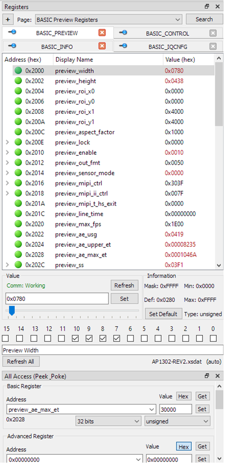 Registers
Page: BASIC Preview Registers Search
BASIC_PREVIEW BASIC_CONTROL
BASIC_INFO BASIC_IQCNFG
Address (hex) Display Name Value (hex)
0x2000 preview_width 0x0780
0x2002 preview_height 0x0438
0x2004 preview_roi_x0 0x0000
0x2006 preview_roi_y0 0x0000
0x2008 preview_roi_x1 0x4000
0x200A preview_roi_y1 0x4000
0x200C preview_aspect_factor 0x1000
0x200E preview_lock 0x0000
0x2010 preview_enable 0x0010
0x2012 preview_out_fmt 0x0050
0x2014 preview_sensor_mode 0x0000
0x2016 preview_mipi_ctrl 0x303F
0x2018 preview_mipi_ii_ctrl 0x007F
0x201A preview_mipi_t_hs_exit 0x0000
0x201C preview_line_time 0x00000000
0x2020 preview_max_fps 0x1E00
0x2022 preview_ae_usg 0x0419
0x2024 preview_ae_upper_et 0x00008235
0x2028 preview_ae_max_et 0x0001046A
0x202C preview_ss 0x03F1
Value Information
Comm: Working Refresh Mask: 0xFFFF Min: 0x0000
0x0780 Set Def: 0x0280 Max: 0xFFFF
Set Default Type: unsigned
15 14 13 12 11 10 9 8 7 6 5 4 3 2 1 0
Preview Width
Refresh All AP1302-REV2.xsdat (auto)
All Access (Peek_Poke)
Basic Register
Address Value Hex Get
preview_ae_max_et 30000 Set
0x2028 32 bits unsigned
Advanced Register
Address Value Hex Get
0x00000000 0x00000000 Set